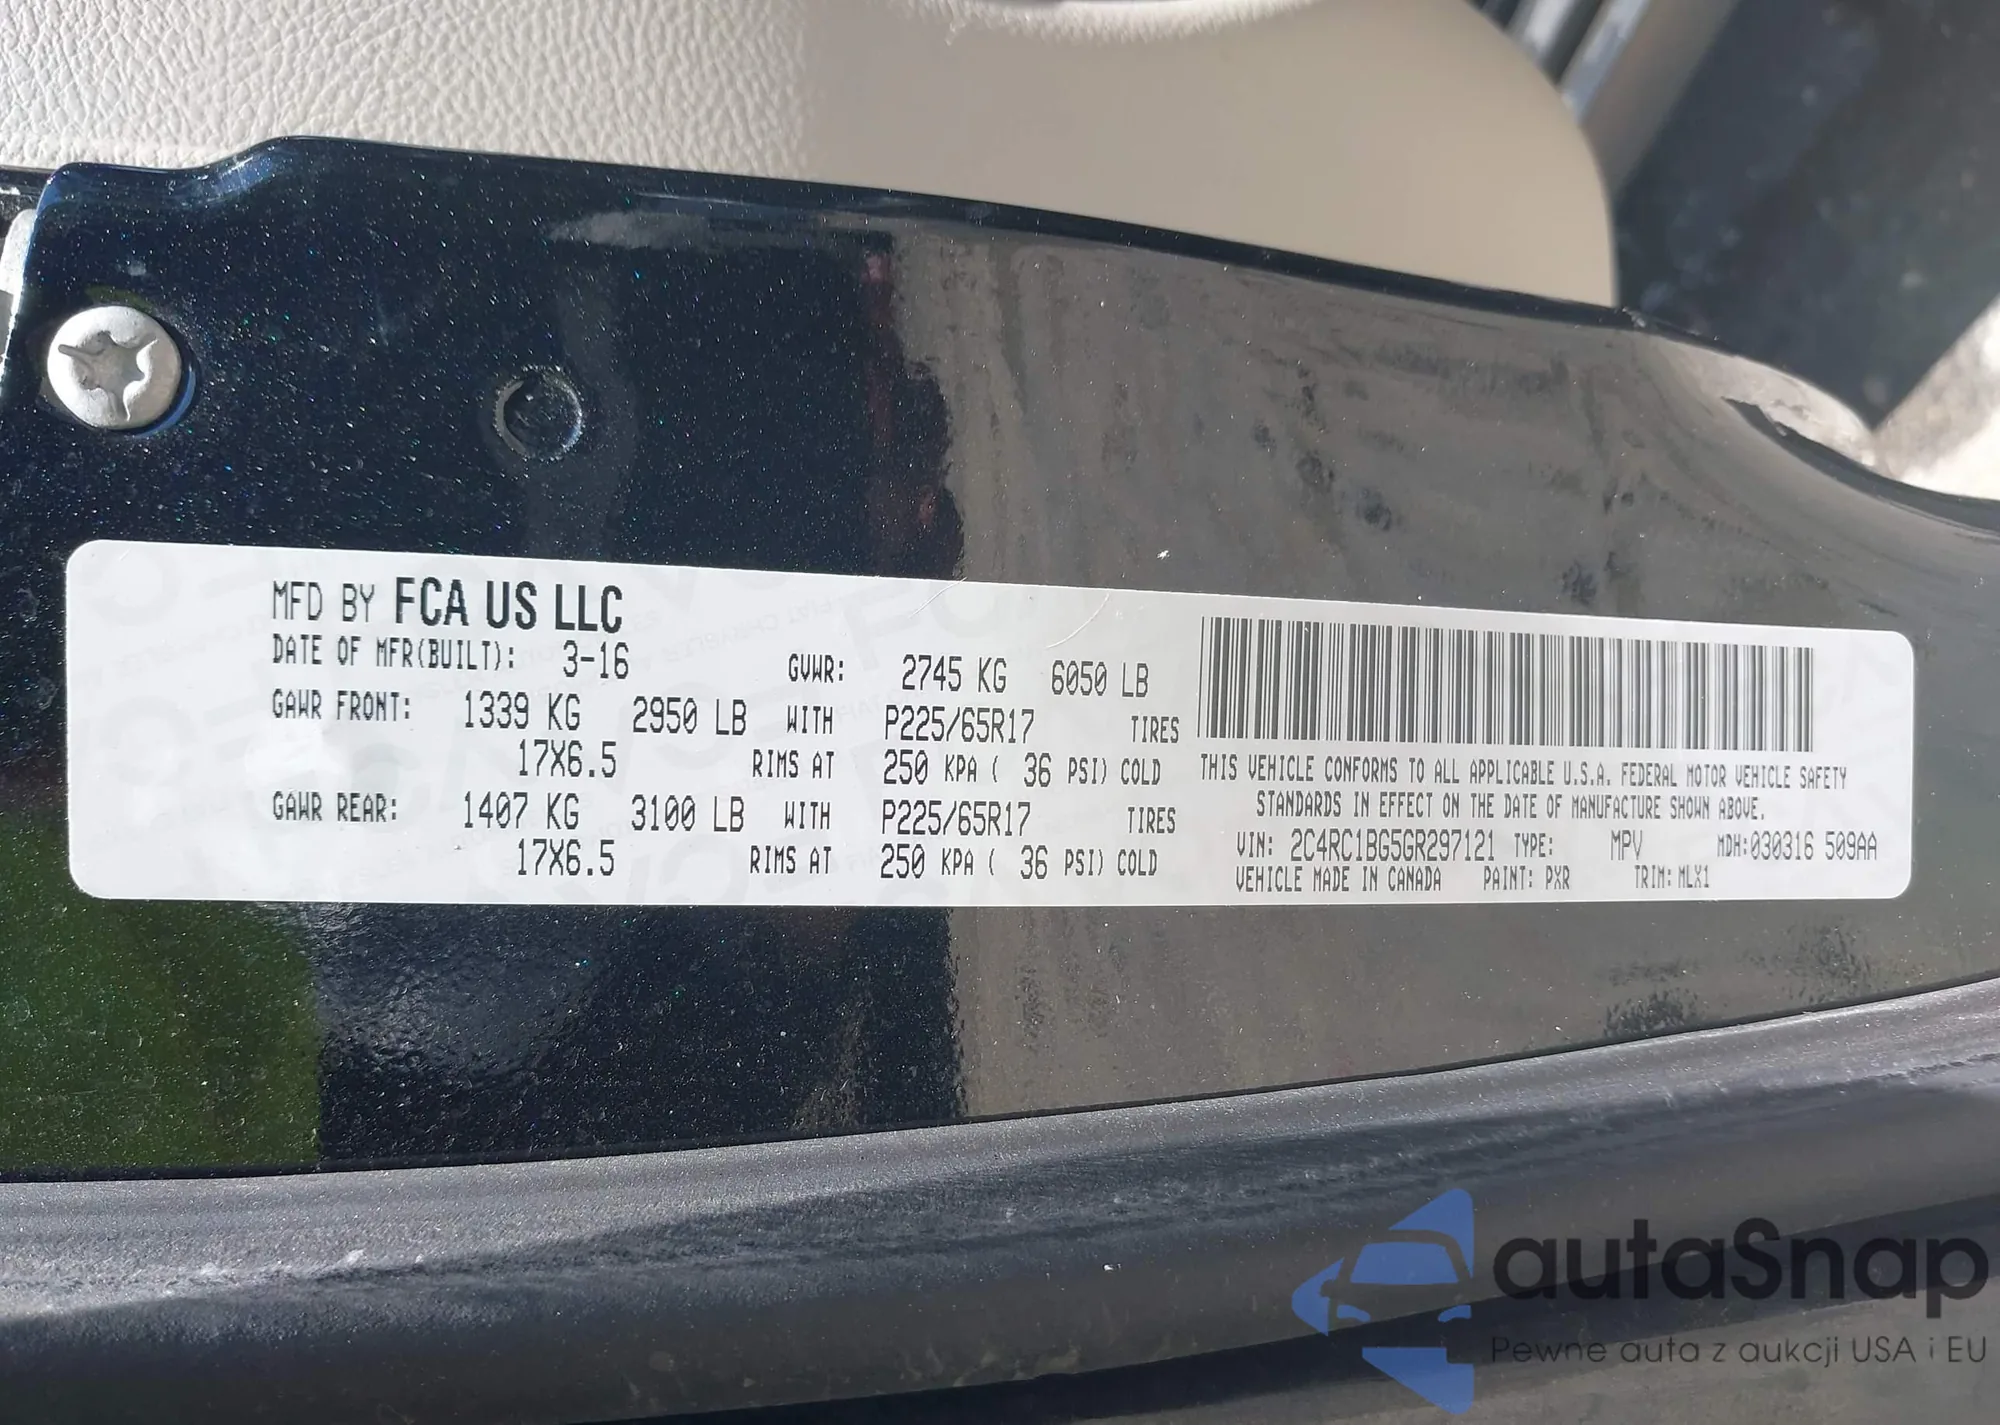 MFD BY FCA US LLC
DATE OF MFR(BUILT): 3-16 GVWR: 2745 KG 6050 LB
GAWR FRONT: 1339 KG 2950 LB WITH P225/65R17 TIRES
17X6.5 RIMS AT 250 KPA ( 36 PSI) COLD
GAWR REAR: 1407 KG 3100 LB WITH P225/65R17 TIRES
17X6.5 RIMS AT 250 KPA ( 36 PSI) COLD
THIS VEHICLE CONFORMS TO ALL APPLICABLE U.S.A. FEDERAL MOTOR VEHICLE SAFETY
STANDARDS IN EFFECT ON THE DATE OF MANUFACTURE SHOWN ABOVE.
VIN: 2C4RC1BG5GR297121 TYPE: MPV MDH:030316 509AA
VEHICLE MADE IN CANADA PAINT: PXR TRIM: MLX1
autaSnap
Pewne auta z aukcji USA i EU